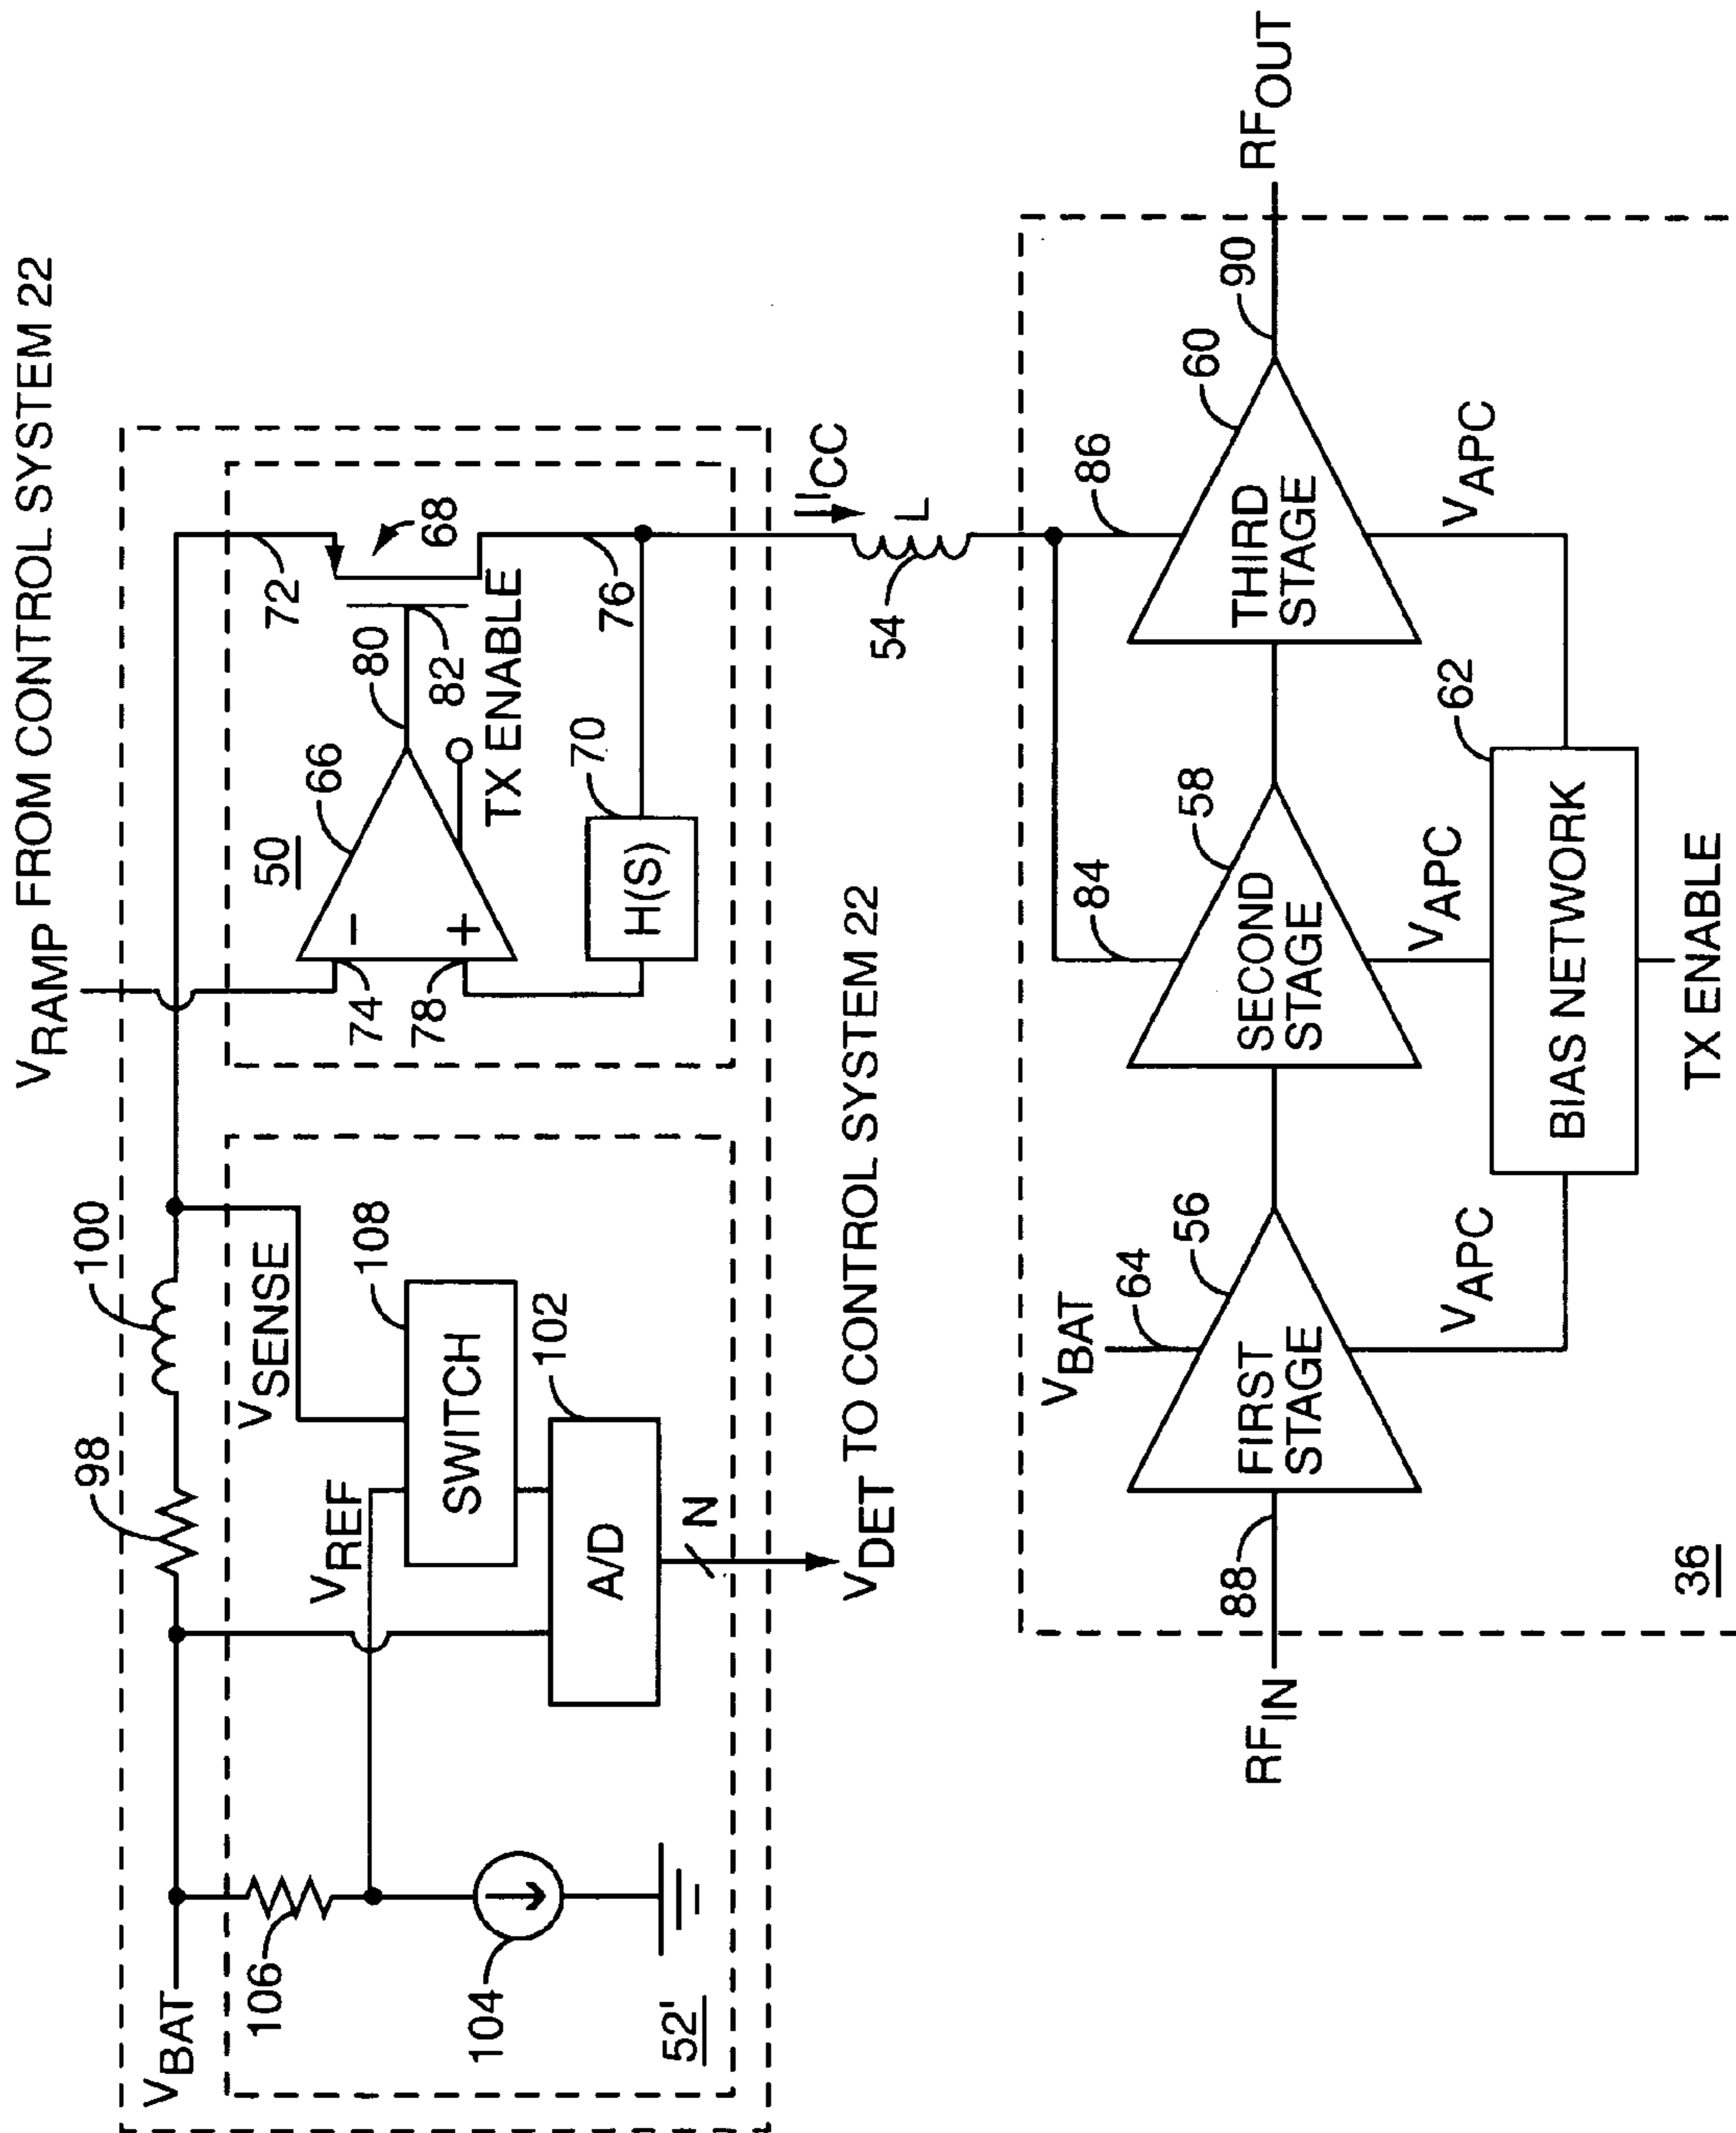 V_RAMP FROM CONTROL SYSTEM 22
V_BAT
98
100
72
106
V_REF
V_SENSE
108
SWITCH
102
A/D
N
104
52'
50
66
74
78
−
+
80
68
82
TX ENABLE
70
H(S)
76
V_DET TO CONTROL SYSTEM 22
I_CC
54
L
V_BAT
64
84
86
56
58
60
RF_IN
88
FIRST
STAGE
SECOND
STAGE
THIRD
STAGE
90
RF_OUT
V_APC
V_APC
V_APC
62
BIAS NETWORK
36
TX ENABLE